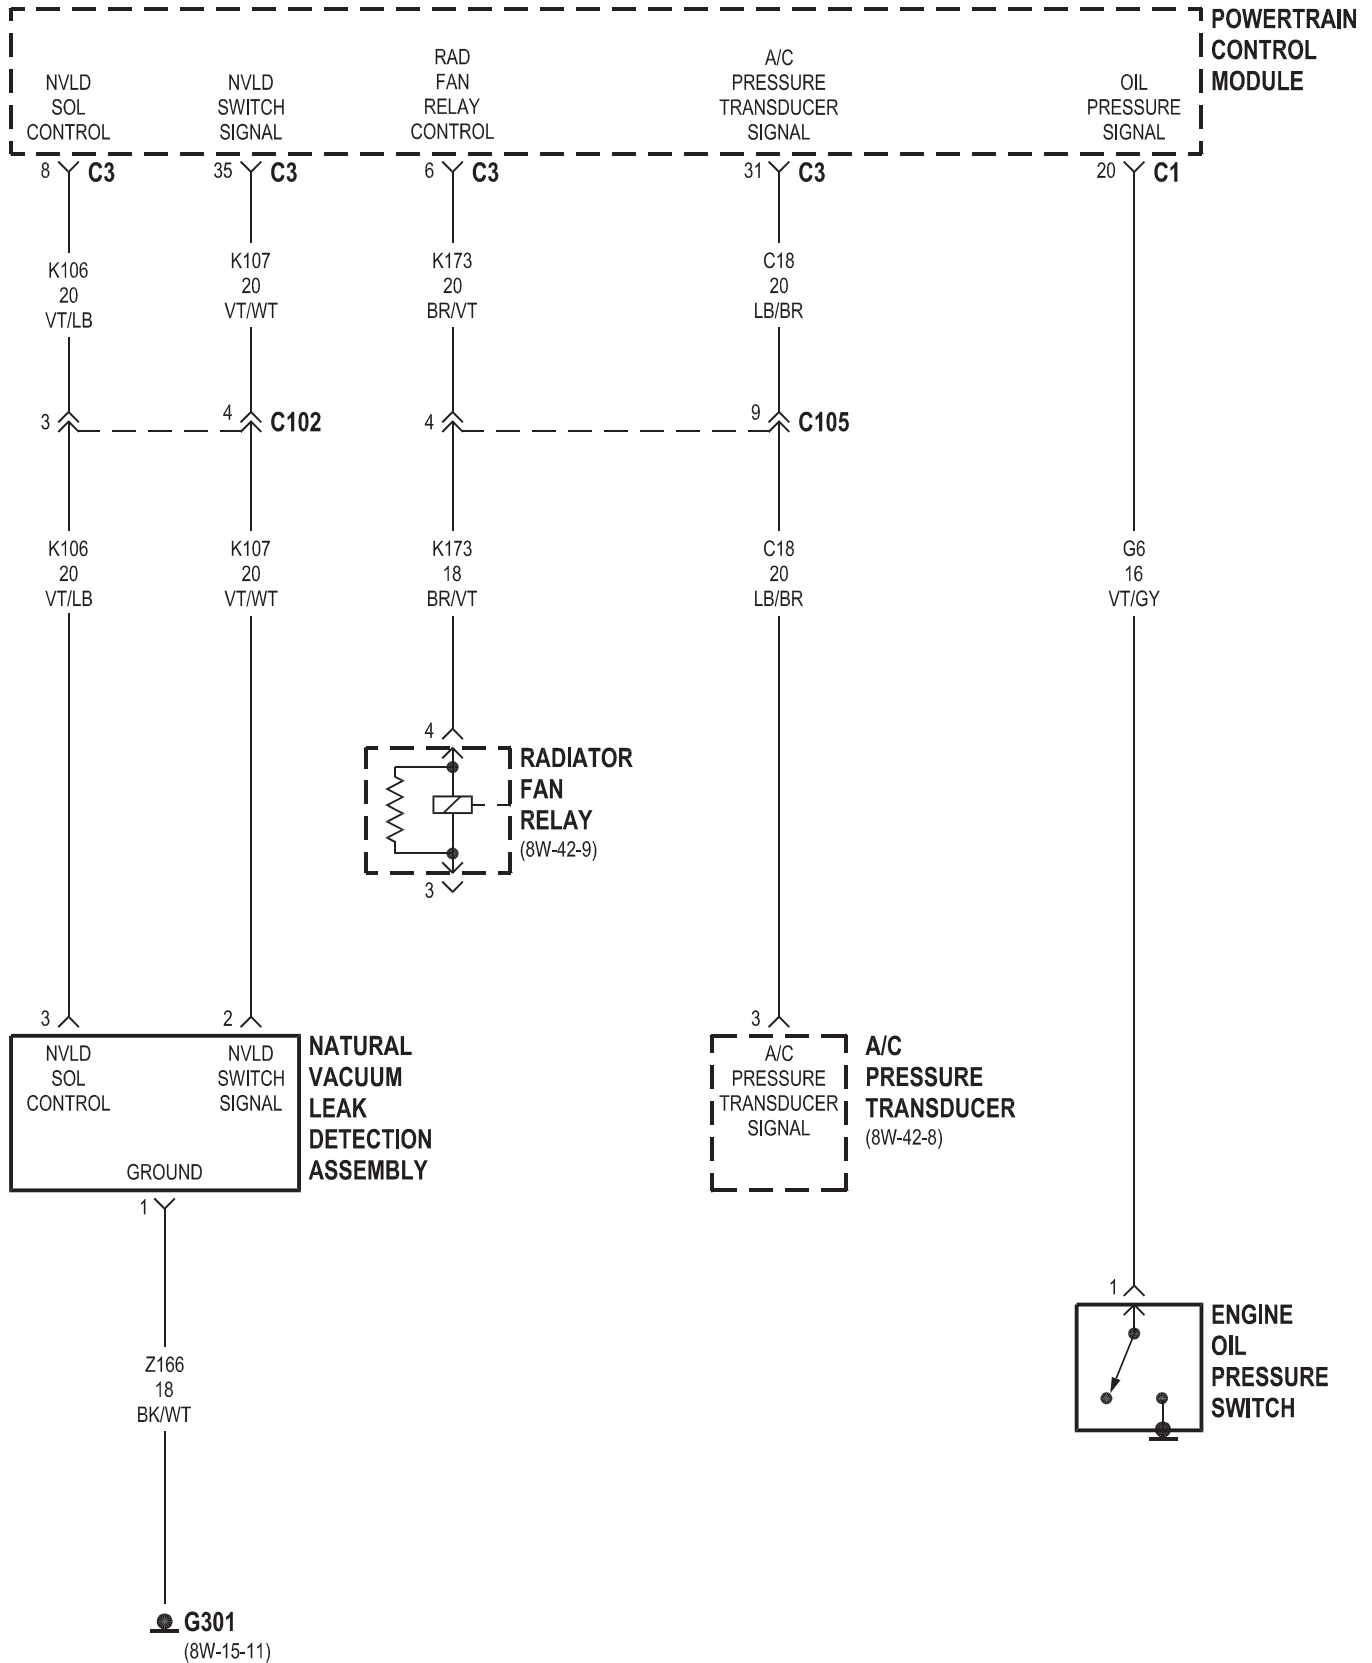 POWERTRAIN
CONTROL
MODULE
NVLD
SOL
CONTROL
NVLD
SWITCH
SIGNAL
RAD
FAN
RELAY
CONTROL
A/C
PRESSURE
TRANSDUCER
SIGNAL
OIL
PRESSURE
SIGNAL
8 C3
35 C3
6 C3
31 C3
20 C1
K106
20
VT/LB
K107
20
VT/WT
K173
20
BR/VT
C18
20
LB/BR
3
4 C102
4
9 C105
K106
20
VT/LB
K107
20
VT/WT
K173
18
BR/VT
C18
20
LB/BR
G6
16
VT/GY
4
RADIATOR
FAN
RELAY
(8W-42-9)
3
3
2
NVLD
SOL
CONTROL
NVLD
SWITCH
SIGNAL
GROUND
NATURAL
VACUUM
LEAK
DETECTION
ASSEMBLY
3
A/C
PRESSURE
TRANSDUCER
SIGNAL
A/C
PRESSURE
TRANSDUCER
(8W-42-8)
1
Z166
18
BK/WT
1
ENGINE
OIL
PRESSURE
SWITCH
G301
(8W-15-11)